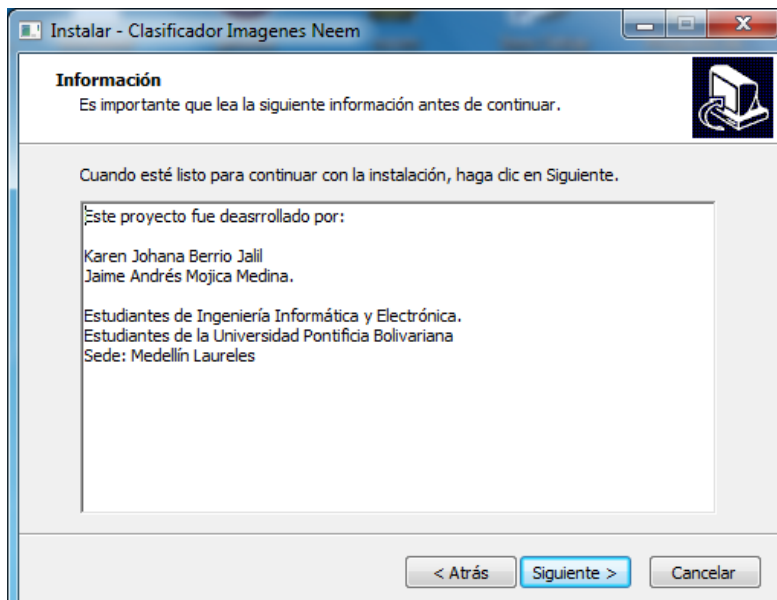 Instalar - Clasificador Imagenes Neem
Información
Es importante que lea la siguiente información antes de continuar.
Cuando esté listo para continuar con la instalación, haga clic en Siguiente.
Este proyecto fue deasrrollado por:
Karen Johana Berrio Jalil
Jaime Andrés Mojica Medina.
Estudiantes de Ingeniería Informática y Electrónica.
Estudiantes de la Universidad Pontificia Bolivariana
Sede: Medellín Laureles
< Atrás Siguiente > Cancelar